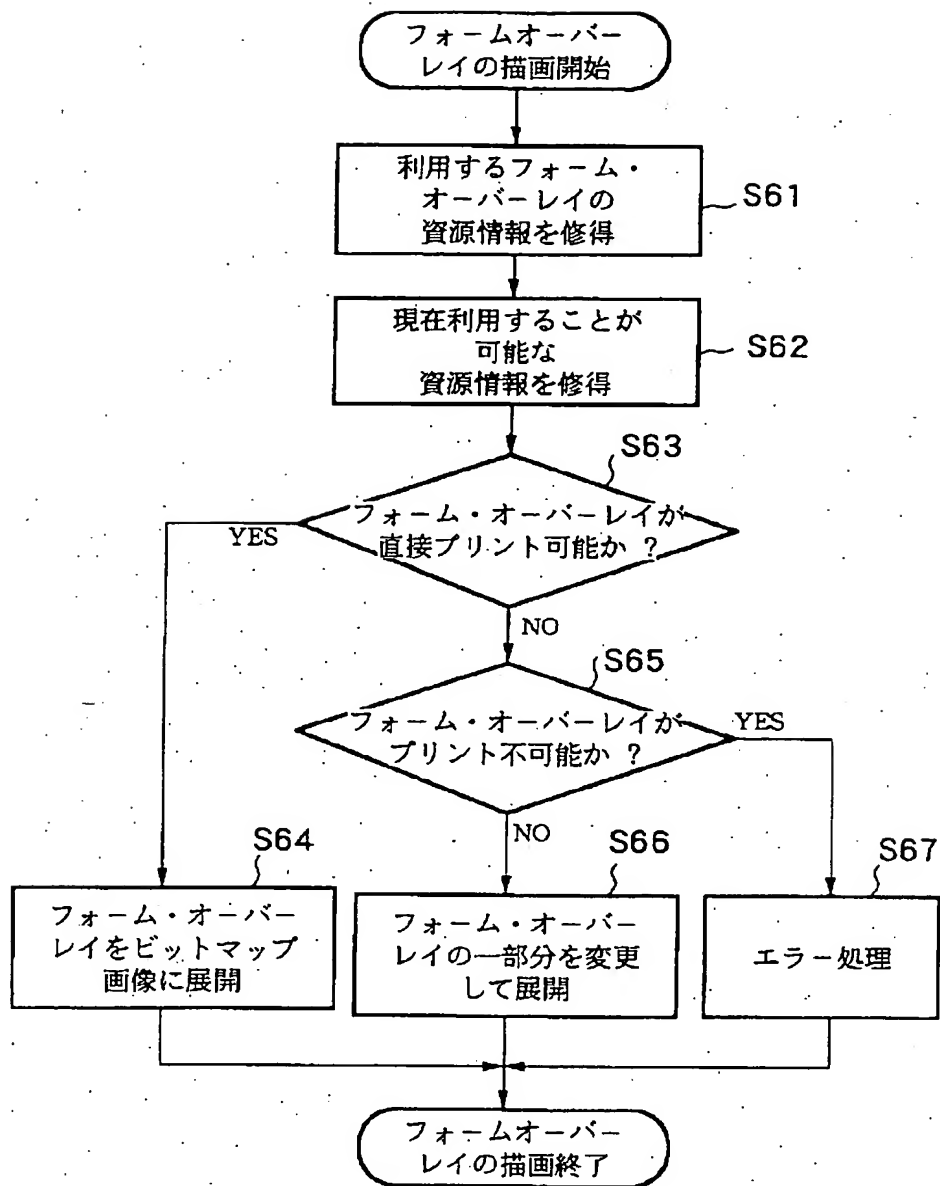 フォームオーバー
レイの描画開始
利用するフォーム・
オーバーレイの
資源情報を修得
S61
現在利用することが
可能な
資源情報を修得
S62
S63
フォーム・オーバーレイが
直接プリント可能か ?
YES
NO
S65
フォーム・オーバーレイが
プリント不可能か ?
YES
NO
S64
フォーム・オーバー
レイをビットマップ
画像に展開
S66
フォーム・オーバー
レイの一部分を変更
して展開
S67
エラー処理
フォームオーバー
レイの描画終了